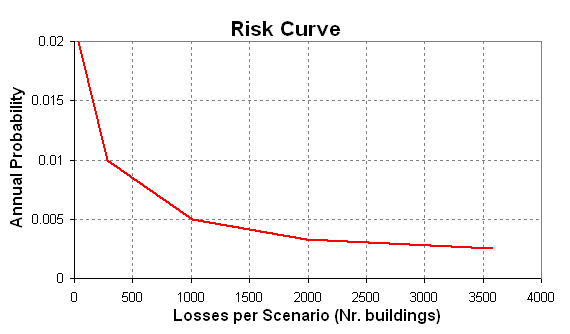 Risk Curve
Annual Probability
0.02
0.015
0.01
0.005
0
0 500 1000 1500 2000 2500 3000 3500 4000
Losses per Scenario (Nr. buildings)